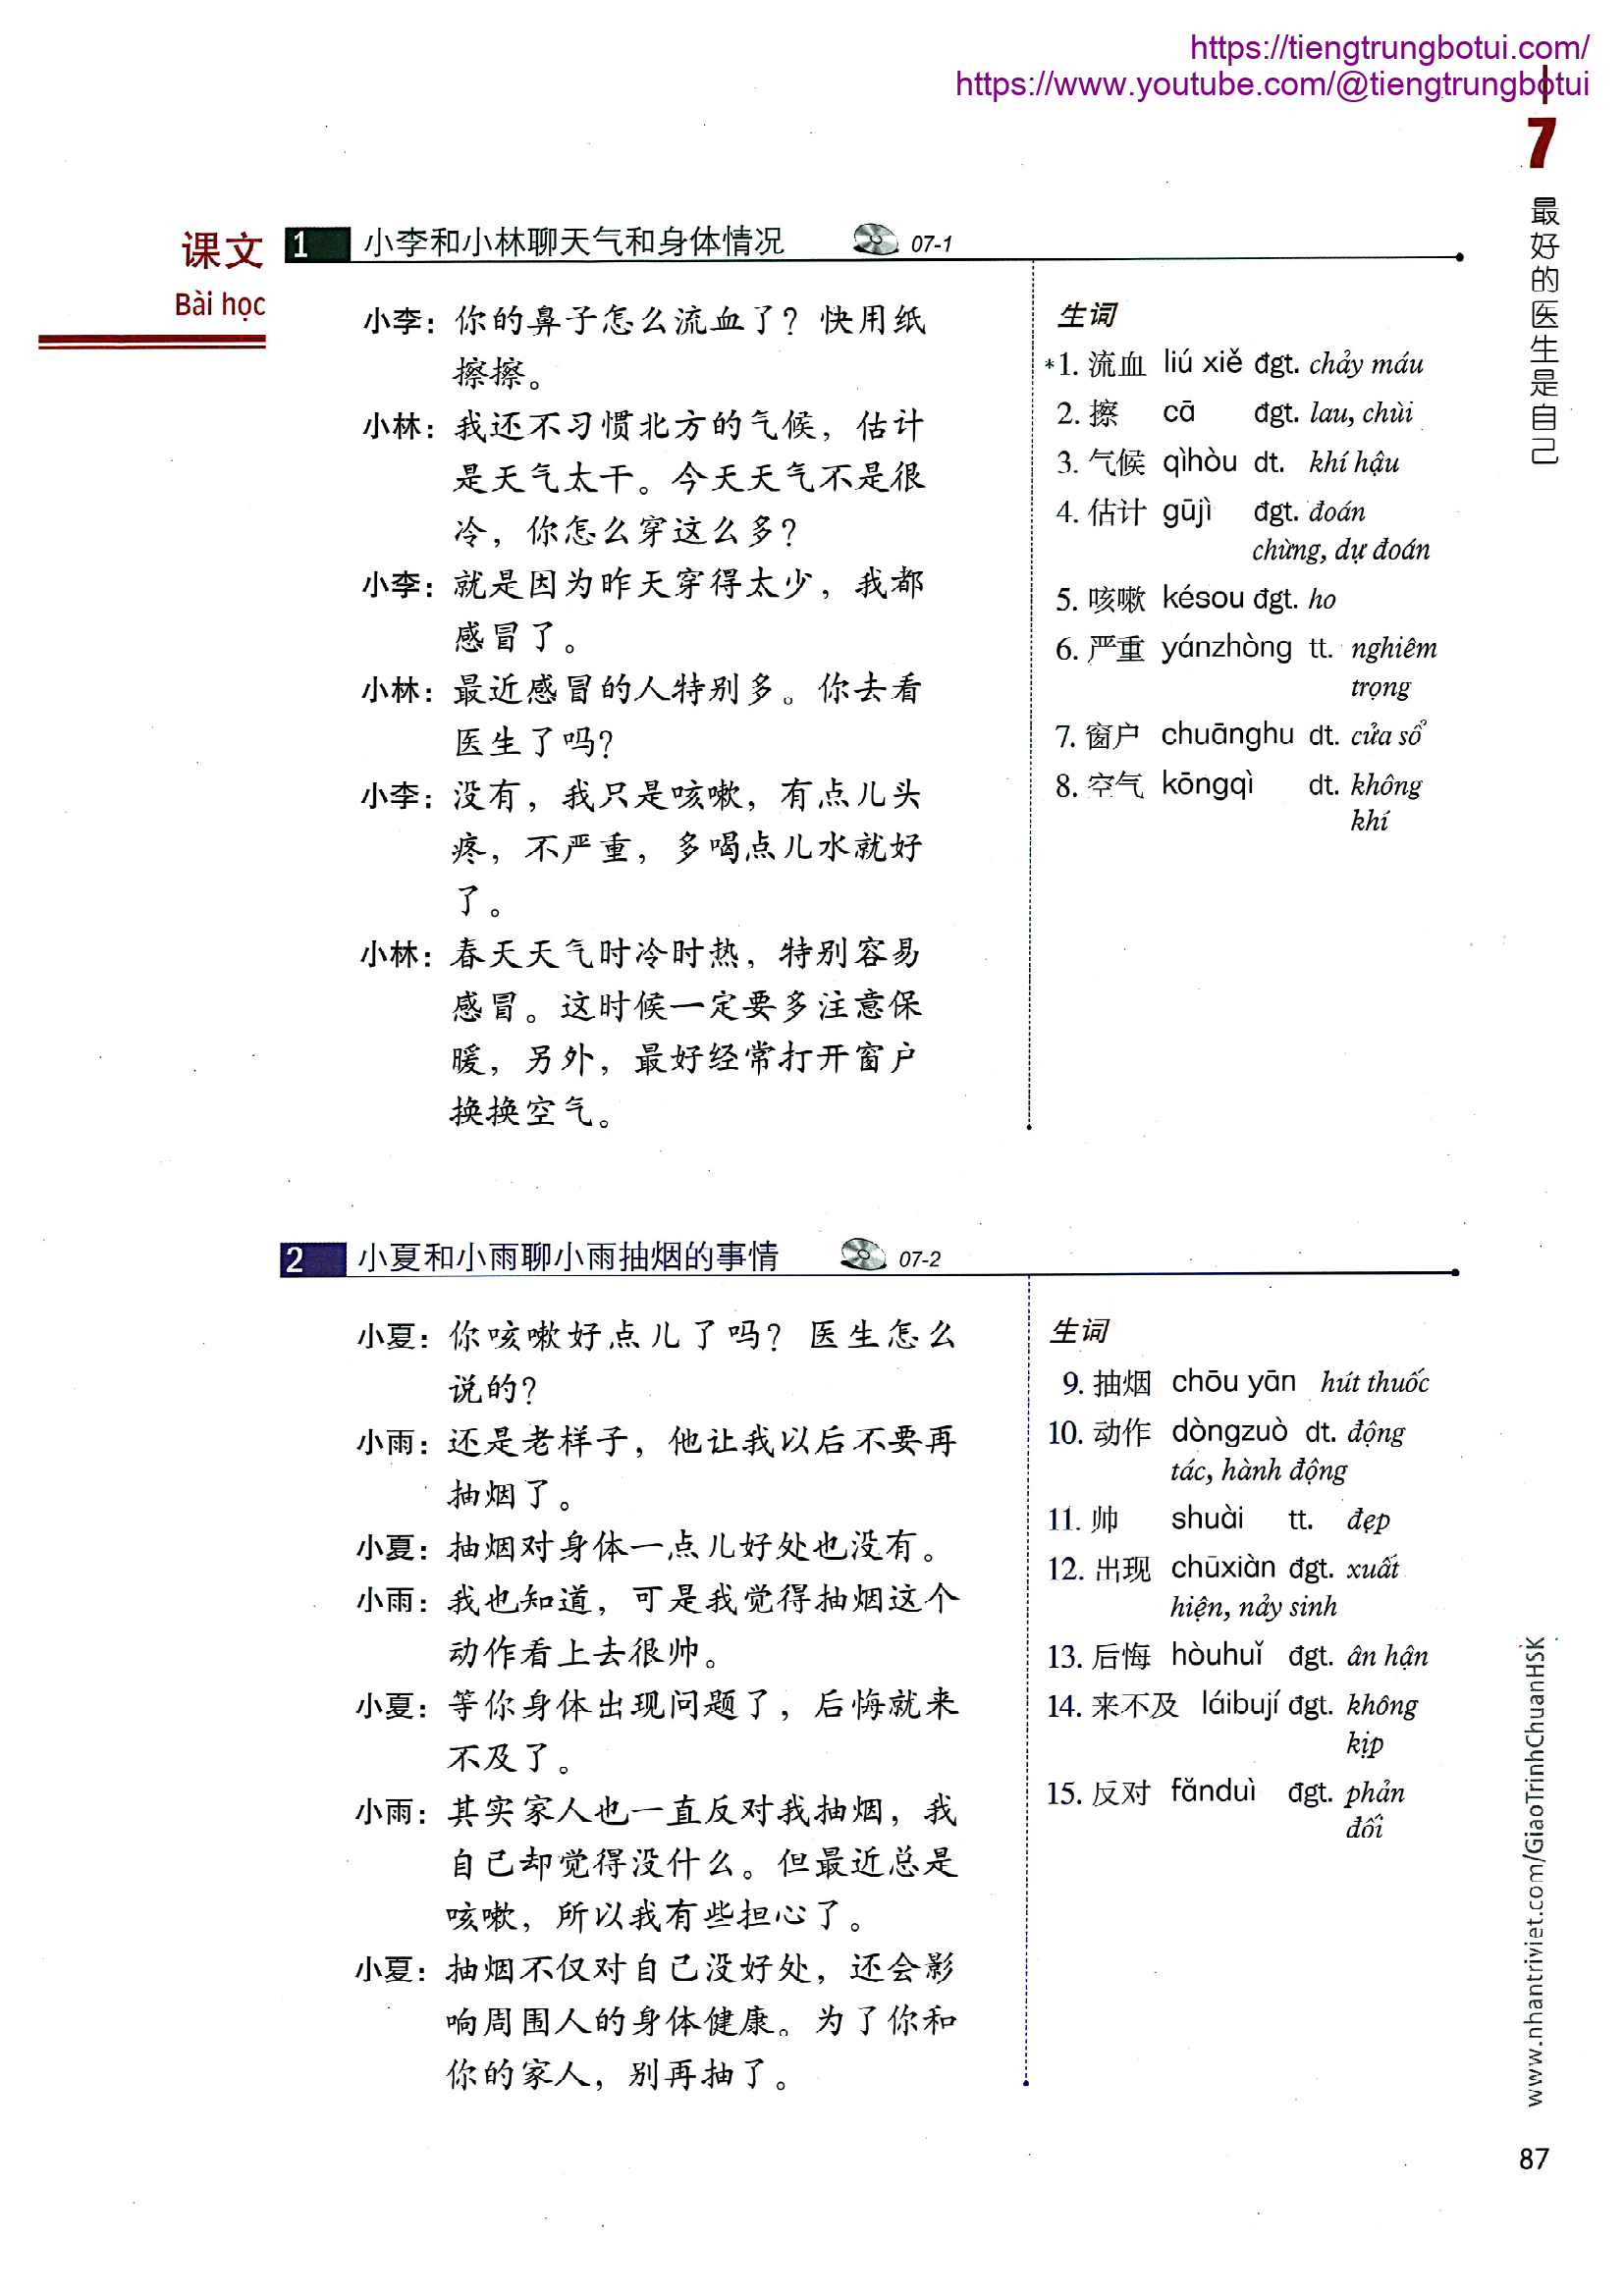 https://tiengtrungbotui.com/
https://www.youtube.com/@tiengtrungbotui
7
最好的医生是自己
课文
Bài học
1 小李和小林聊天气和身体情况 07-1
小李：你的鼻子怎么流血了？快用纸
擦擦。
小林：我还不习惯北方的气候，估计
是天气太干。今天天气不是很
冷，你怎么穿这么多？
小李：就是因为昨天穿得太少，我都
感冒了。
小林：最近感冒的人特别多。你去看
医生了吗？
小李：没有，我只是咳嗽，有点儿头
疼，不严重，多喝点儿水就好
了。
小林：春天天气时冷时热，特别容易
感冒。这时候一定要多注意保
暖，另外，最好经常打开窗户
换换空气。
生词
*1. 流血 liú xiě đgt. chảy máu
2. 擦 cā đgt. lau, chùi
3. 气候 qìhòu dt. khí hậu
4. 估计 gūjì đgt. đoán
chừng, dự đoán
5. 咳嗽 késou đgt. ho
6. 严重 yánzhòng tt. nghiêm
trọng
7. 窗户 chuānghu dt. cửa sổ
8. 空气 kōngqì dt. không
khí
2 小夏和小雨聊小雨抽烟的事情 07-2
小夏：你咳嗽好点儿了吗？医生怎么
说的？
小雨：还是老样子，他让我以后不要再
抽烟了。
小夏：抽烟对身体一点儿好处也没有。
小雨：我也知道，可是我觉得抽烟这个
动作看上去很帅。
小夏：等你身体出现问题了，后悔就来
不及了。
小雨：其实家人也一直反对我抽烟，我
自己却觉得没什么。但最近总是
咳嗽，所以我有些担心了。
小夏：抽烟不仅对自己没好处，还会影
响周围人的身体健康。为了你和
你的家人，别再抽了。
生词
9. 抽烟 chōu yān hút thuốc
10. 动作 dòngzuò dt. động
tác, hành động
11. 帅 shuài tt. đẹp
12. 出现 chūxiàn đgt. xuất
hiện, nảy sinh
13. 后悔 hòuhuǐ đgt. ân hận
14. 来不及 láibují đgt. không
kịp
15. 反对 fǎnduì đgt. phản
đối
www.nhantriviet.com/GiaoTrinhChuanHSK
87